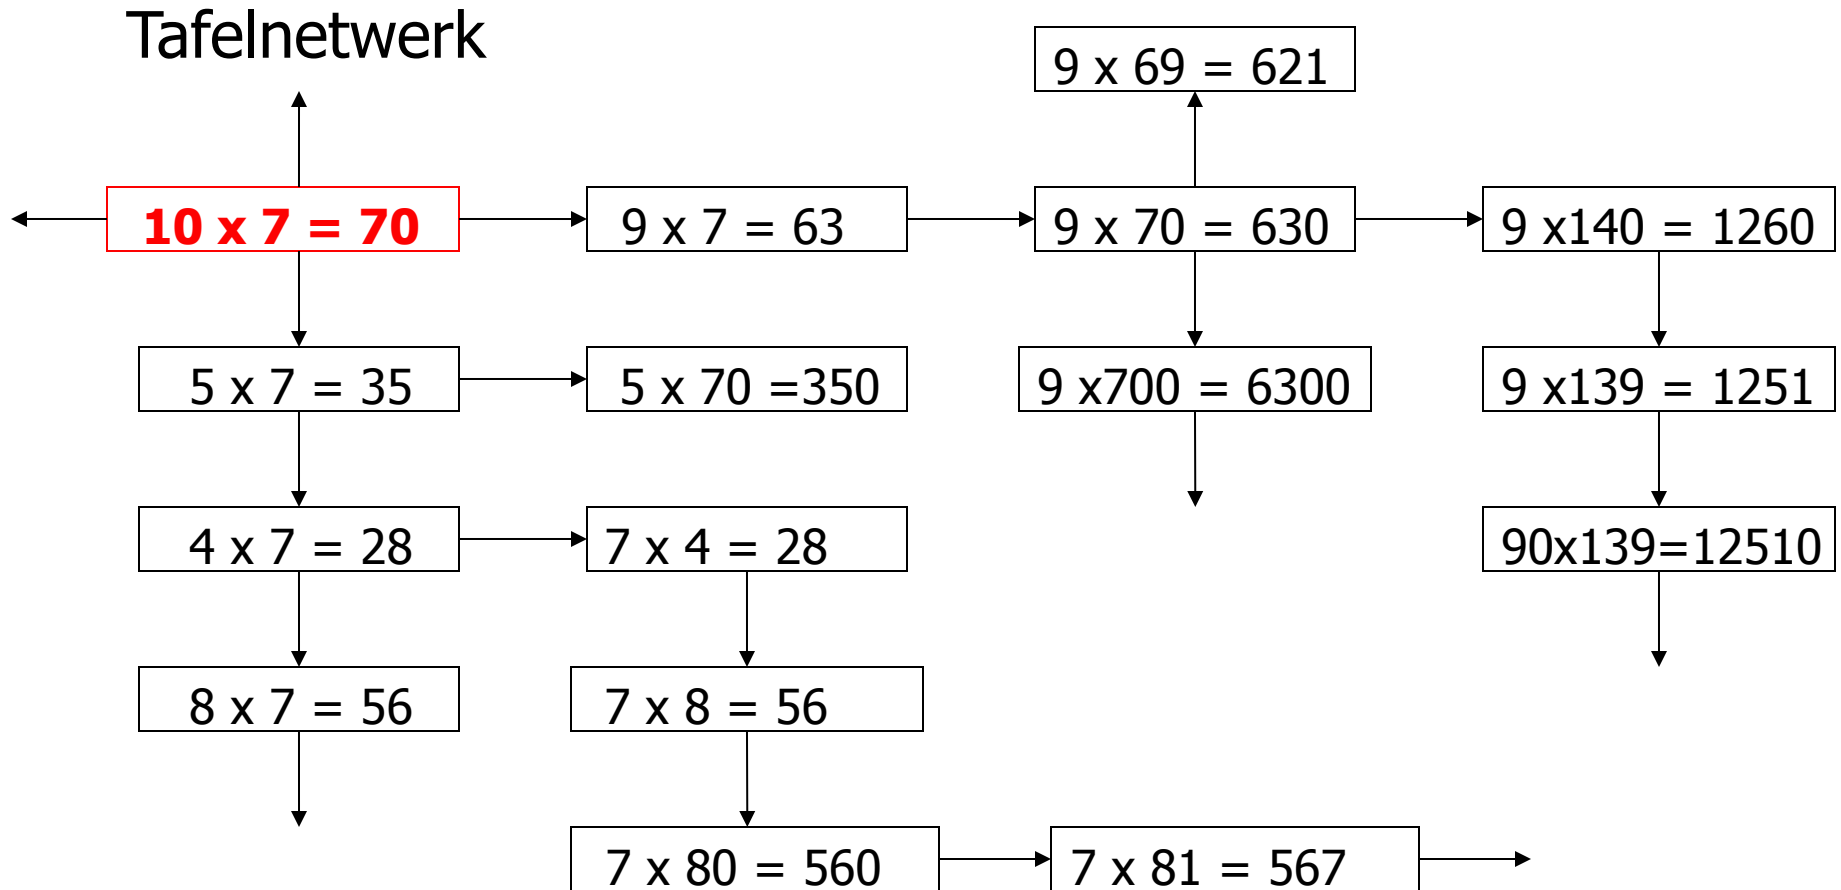 Tafelnetwerk
9 x 69 = 621
10 x 7 = 70
9 x 7 = 63
9 x 70 = 630
9 x140 = 1260
5 x 7 = 35
5 x 70 =350
9 x700 = 6300
9 x139 = 1251
4 x 7 = 28
7 x 4 = 28
90x139=12510
8 x 7 = 56
7 x 8 = 56
7 x 80 = 560
7 x 81 = 567